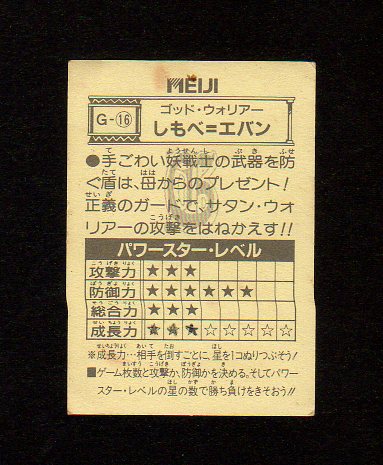 MEIJI
G-⑯
ゴッド・ウォリアー
しもべ=エバン
●手ごわい妖戦士の武器を防
ぐ盾は、母からのプレゼント!
正義のガードで、サタン・ウォ
リアーの攻撃をはねかえす!!
パワースター・レベル
攻撃力 ★★★
防御力 ★★★★★★
総合力 ★★★
成長力 ★★★☆☆☆☆☆☆
※成長力…相手を倒すごとに、星を1コぬりつぶそう!
■ゲーム枚数と攻撃か、防御かを決める。そしてパワー
スター・レベルの星の数で勝ち負けをきそおう!!